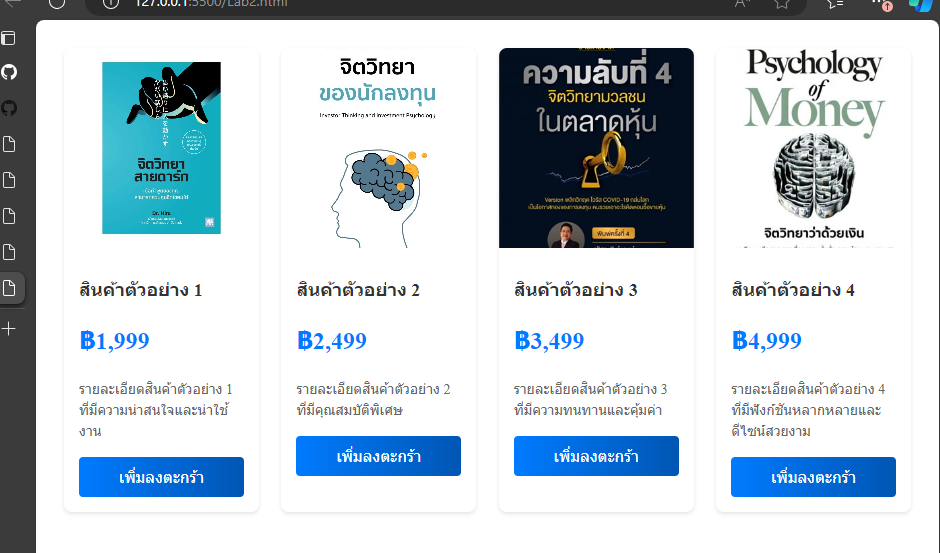 127.0.0.1:5500/Lab2.html
จิตวิทยา
สายดาร์ก
Dr. Hiro
จิตวิทยา
ของนักลงทุน
Investor Thinking and Investment Psychology
ความลับที่ 4
จิตวิทยามวลชน
ในตลาดหุ้น
พิมพ์ครั้งที่ 4
Psychology
of
Money
จิตวิทยาว่าด้วยเงิน
สินค้าตัวอย่าง 1
฿1,999
รายละเอียดสินค้าตัวอย่าง 1
ที่มีความน่าสนใจและน่าใช้
งาน
เพิ่มลงตะกร้า
สินค้าตัวอย่าง 2
฿2,499
รายละเอียดสินค้าตัวอย่าง 2
ที่มีคุณสมบัติพิเศษ
เพิ่มลงตะกร้า
สินค้าตัวอย่าง 3
฿3,499
รายละเอียดสินค้าตัวอย่าง 3
ที่มีความทนทานและคุ้มค่า
เพิ่มลงตะกร้า
สินค้าตัวอย่าง 4
฿4,999
รายละเอียดสินค้าตัวอย่าง 4
ที่มีฟังก์ชันหลากหลายและ
ดีไซน์สวยงาม
เพิ่มลงตะกร้า